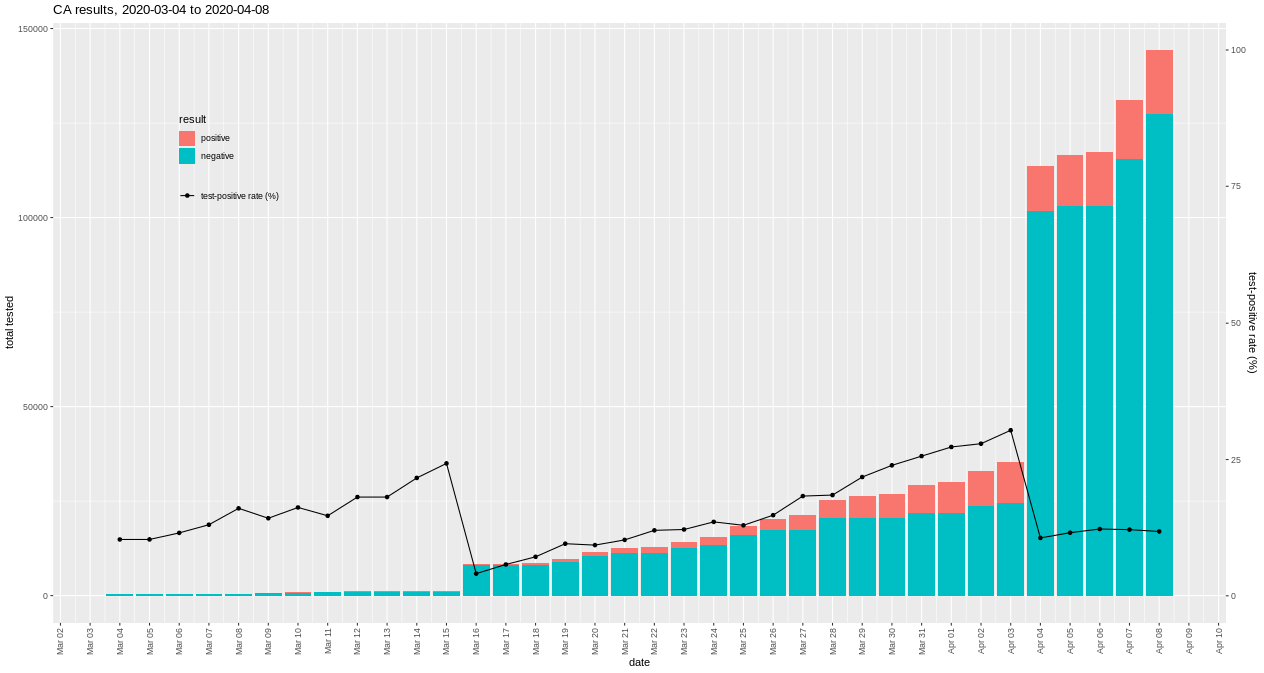 CA results, 2020-03-04 to 2020-04-08
150000
100000
50000
0
total tested
result
positive
negative
test-positive rate (%)
100
75
50
25
0
test-positive rate (%)
Mar 02
Mar 03
Mar 04
Mar 05
Mar 06
Mar 07
Mar 08
Mar 09
Mar 10
Mar 11
Mar 12
Mar 13
Mar 14
Mar 15
Mar 16
Mar 17
Mar 18
Mar 19
Mar 20
Mar 21
Mar 22
Mar 23
Mar 24
Mar 25
Mar 26
Mar 27
Mar 28
Mar 29
Mar 30
Mar 31
Apr 01
Apr 02
Apr 03
Apr 04
Apr 05
Apr 06
Apr 07
Apr 08
Apr 09
Apr 10
date